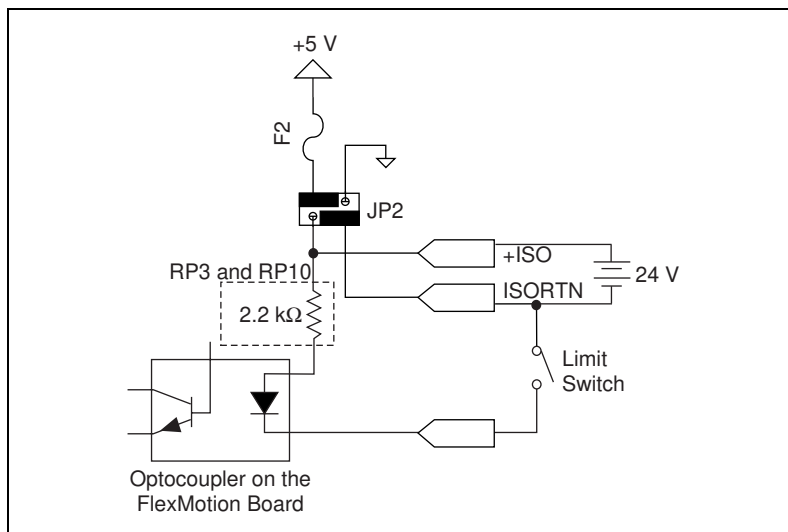 +5 V
F2
JP2
+ISO
RP3 and RP10
24 V
ISORTN
2.2 kΩ
Limit
Switch
Optocoupler on the
FlexMotion Board